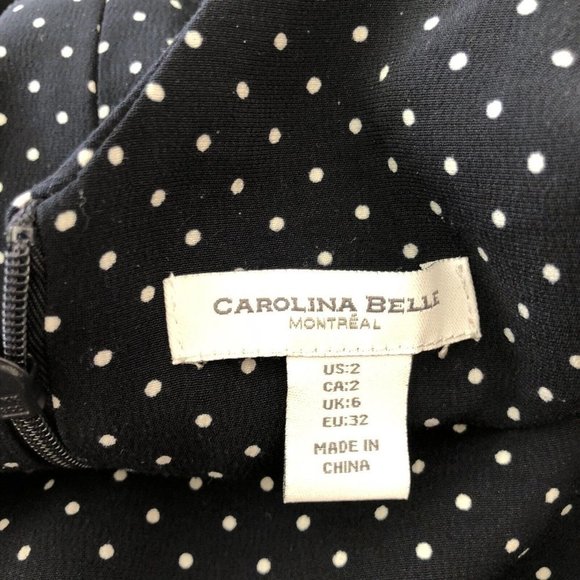 CAROLINA BELLE
MONTRÉAL
US:2
CA:2
UK:6
EU:32
MADE IN
CHINA